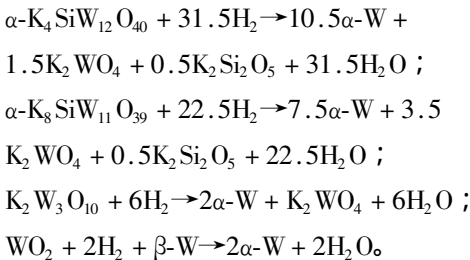 α-K₄SiW₁₂O₄₀ + 31.5H₂→10.5α-W +
1.5K₂WO₄ + 0.5K₂Si₂O₅ + 31.5H₂O；
α-K₈SiW₁₁O₃₉ + 22.5H₂→7.5α-W + 3.5
K₂WO₄ + 0.5K₂Si₂O₅ + 22.5H₂O；
K₂W₃O₁₀ + 6H₂→2α-W + K₂WO₄ + 6H₂O；
WO₂ + 2H₂ + β-W→2α-W + 2H₂O。